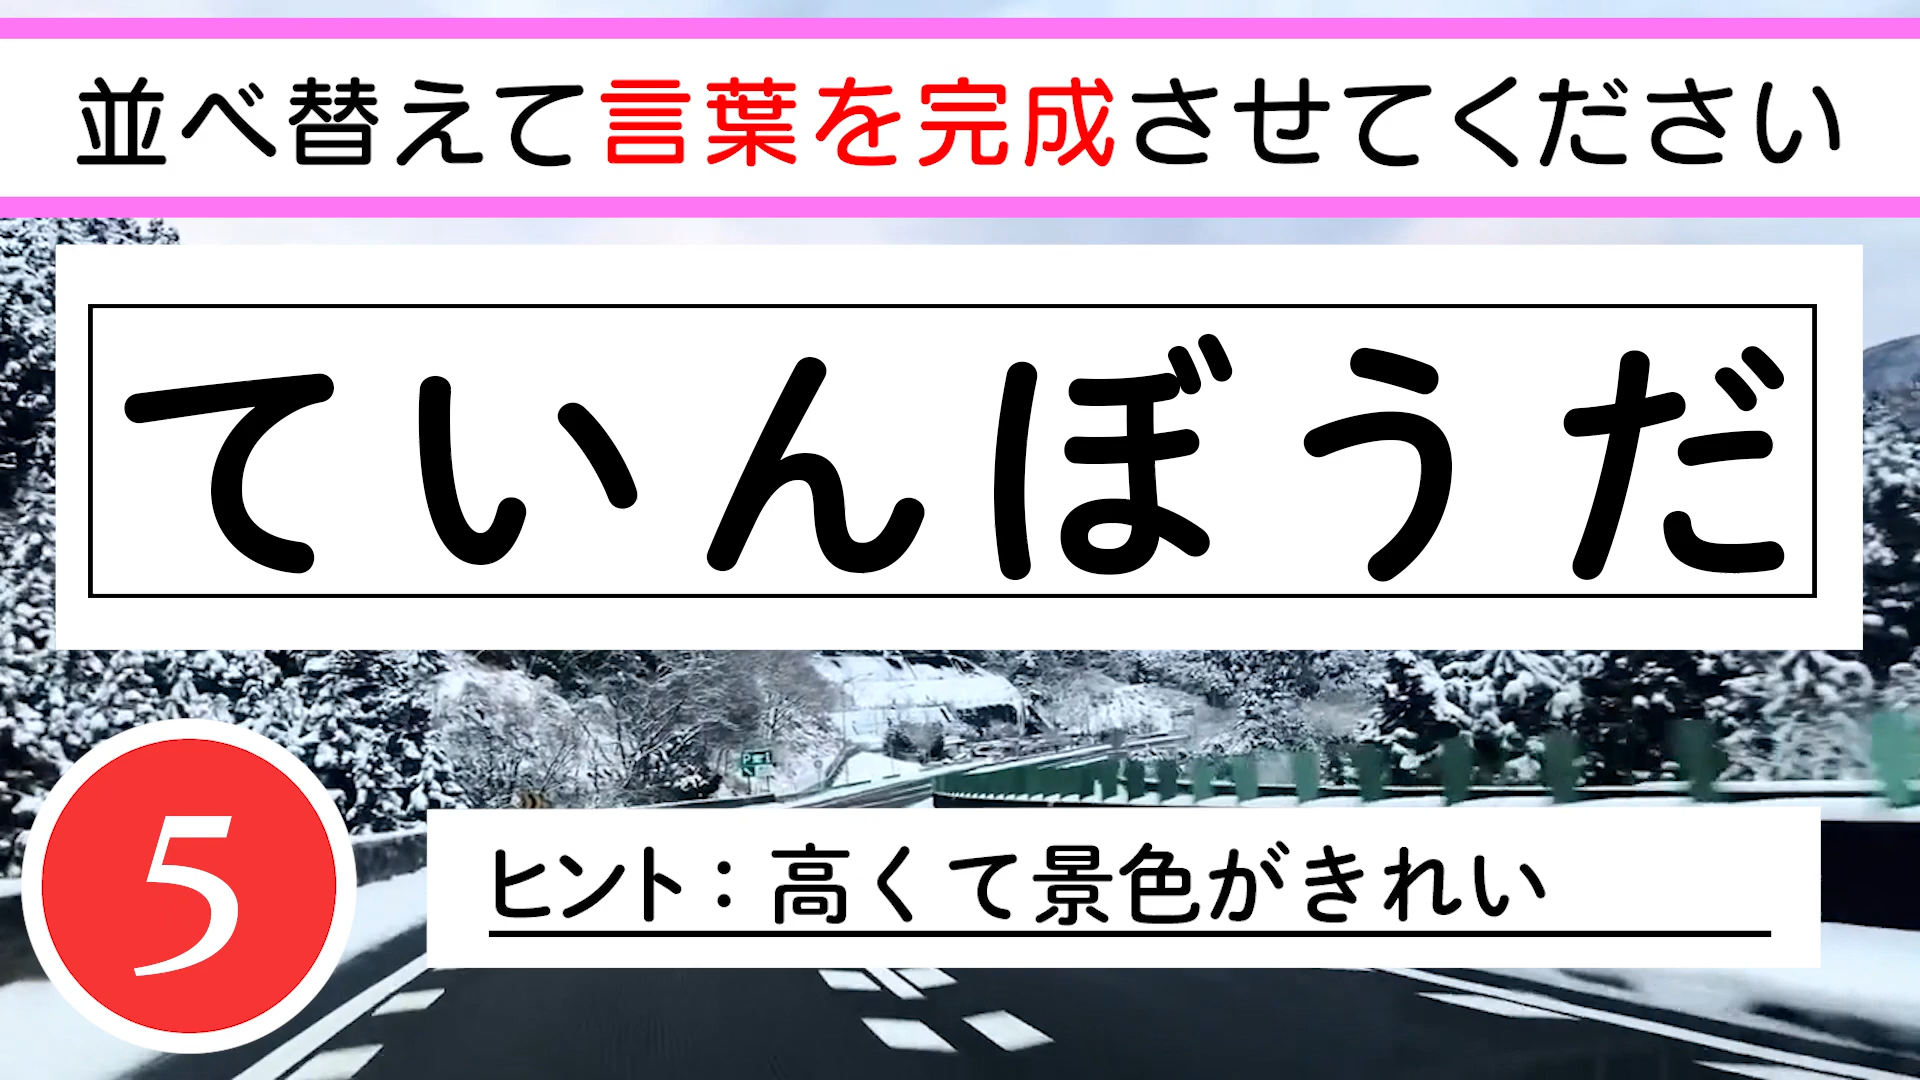 並べ替えて言葉を完成させてください
ていんぼうだ
5
ヒント：高くて景色がきれい